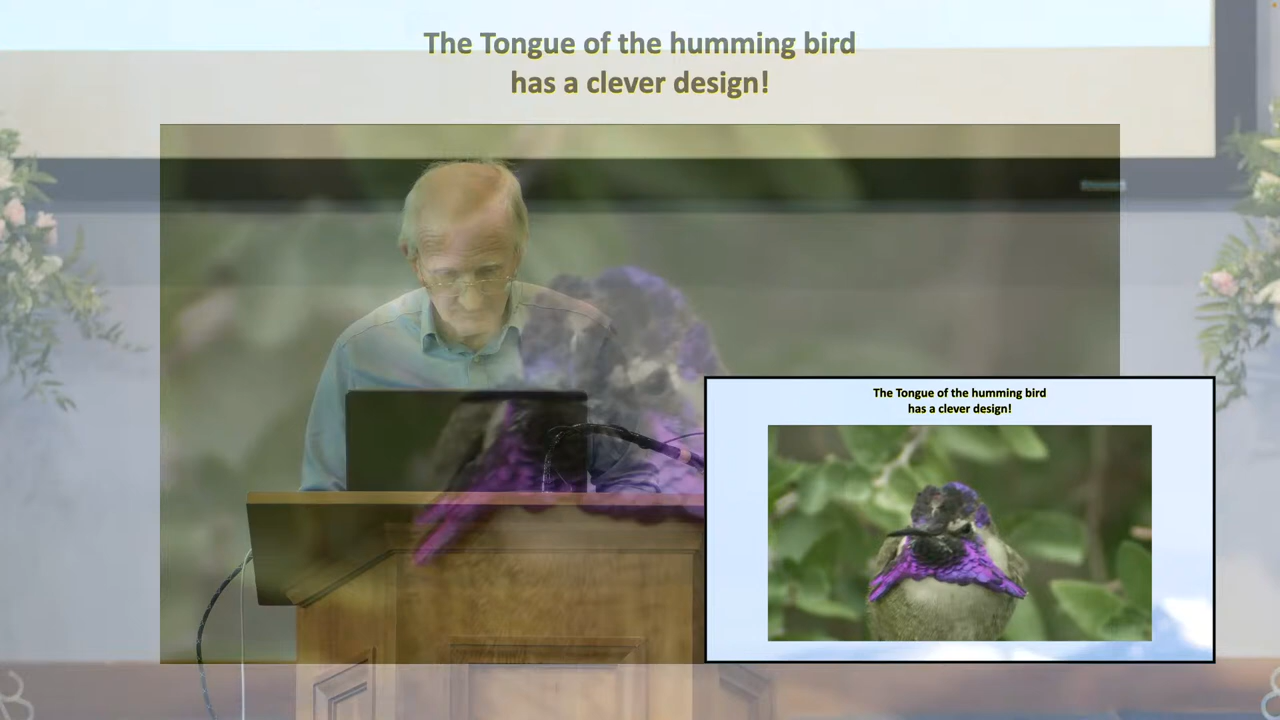 The Tongue of the humming bird
has a clever design!
The Tongue of the humming bird
has a clever design!